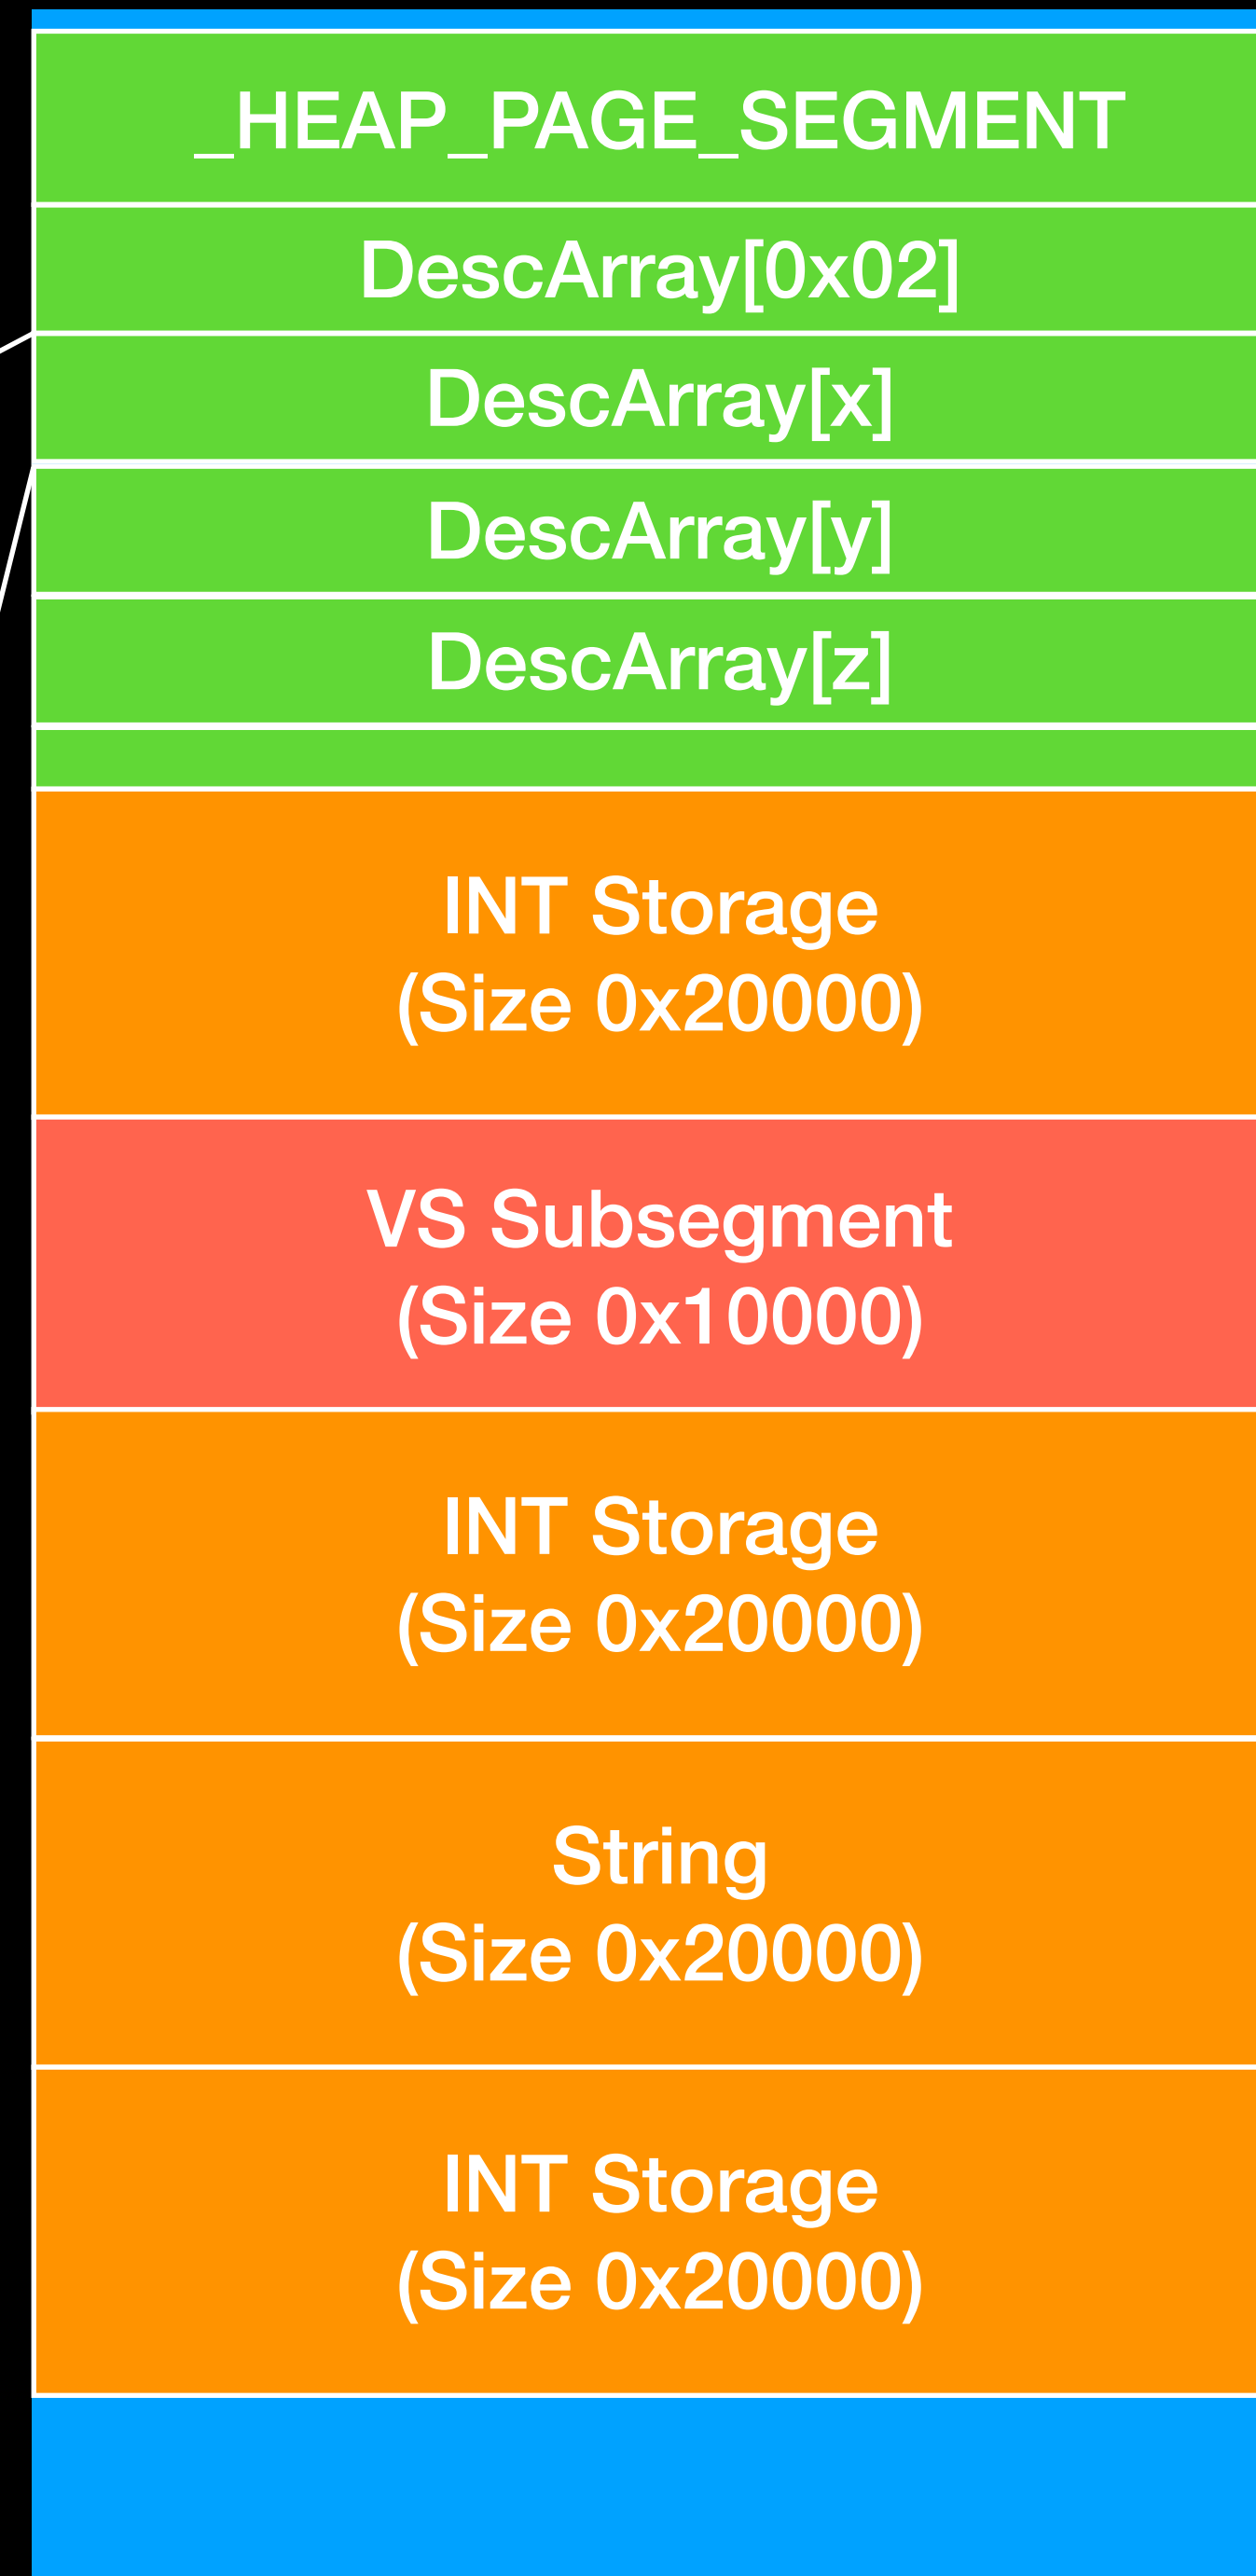 _HEAP_PAGE_SEGMENT
DescArray[0x02]
DescArray[x]
DescArray[y]
DescArray[z]
INT Storage
(Size 0x20000)
VS Subsegment
(Size 0x10000)
INT Storage
(Size 0x20000)
String
(Size 0x20000)
INT Storage
(Size 0x20000)